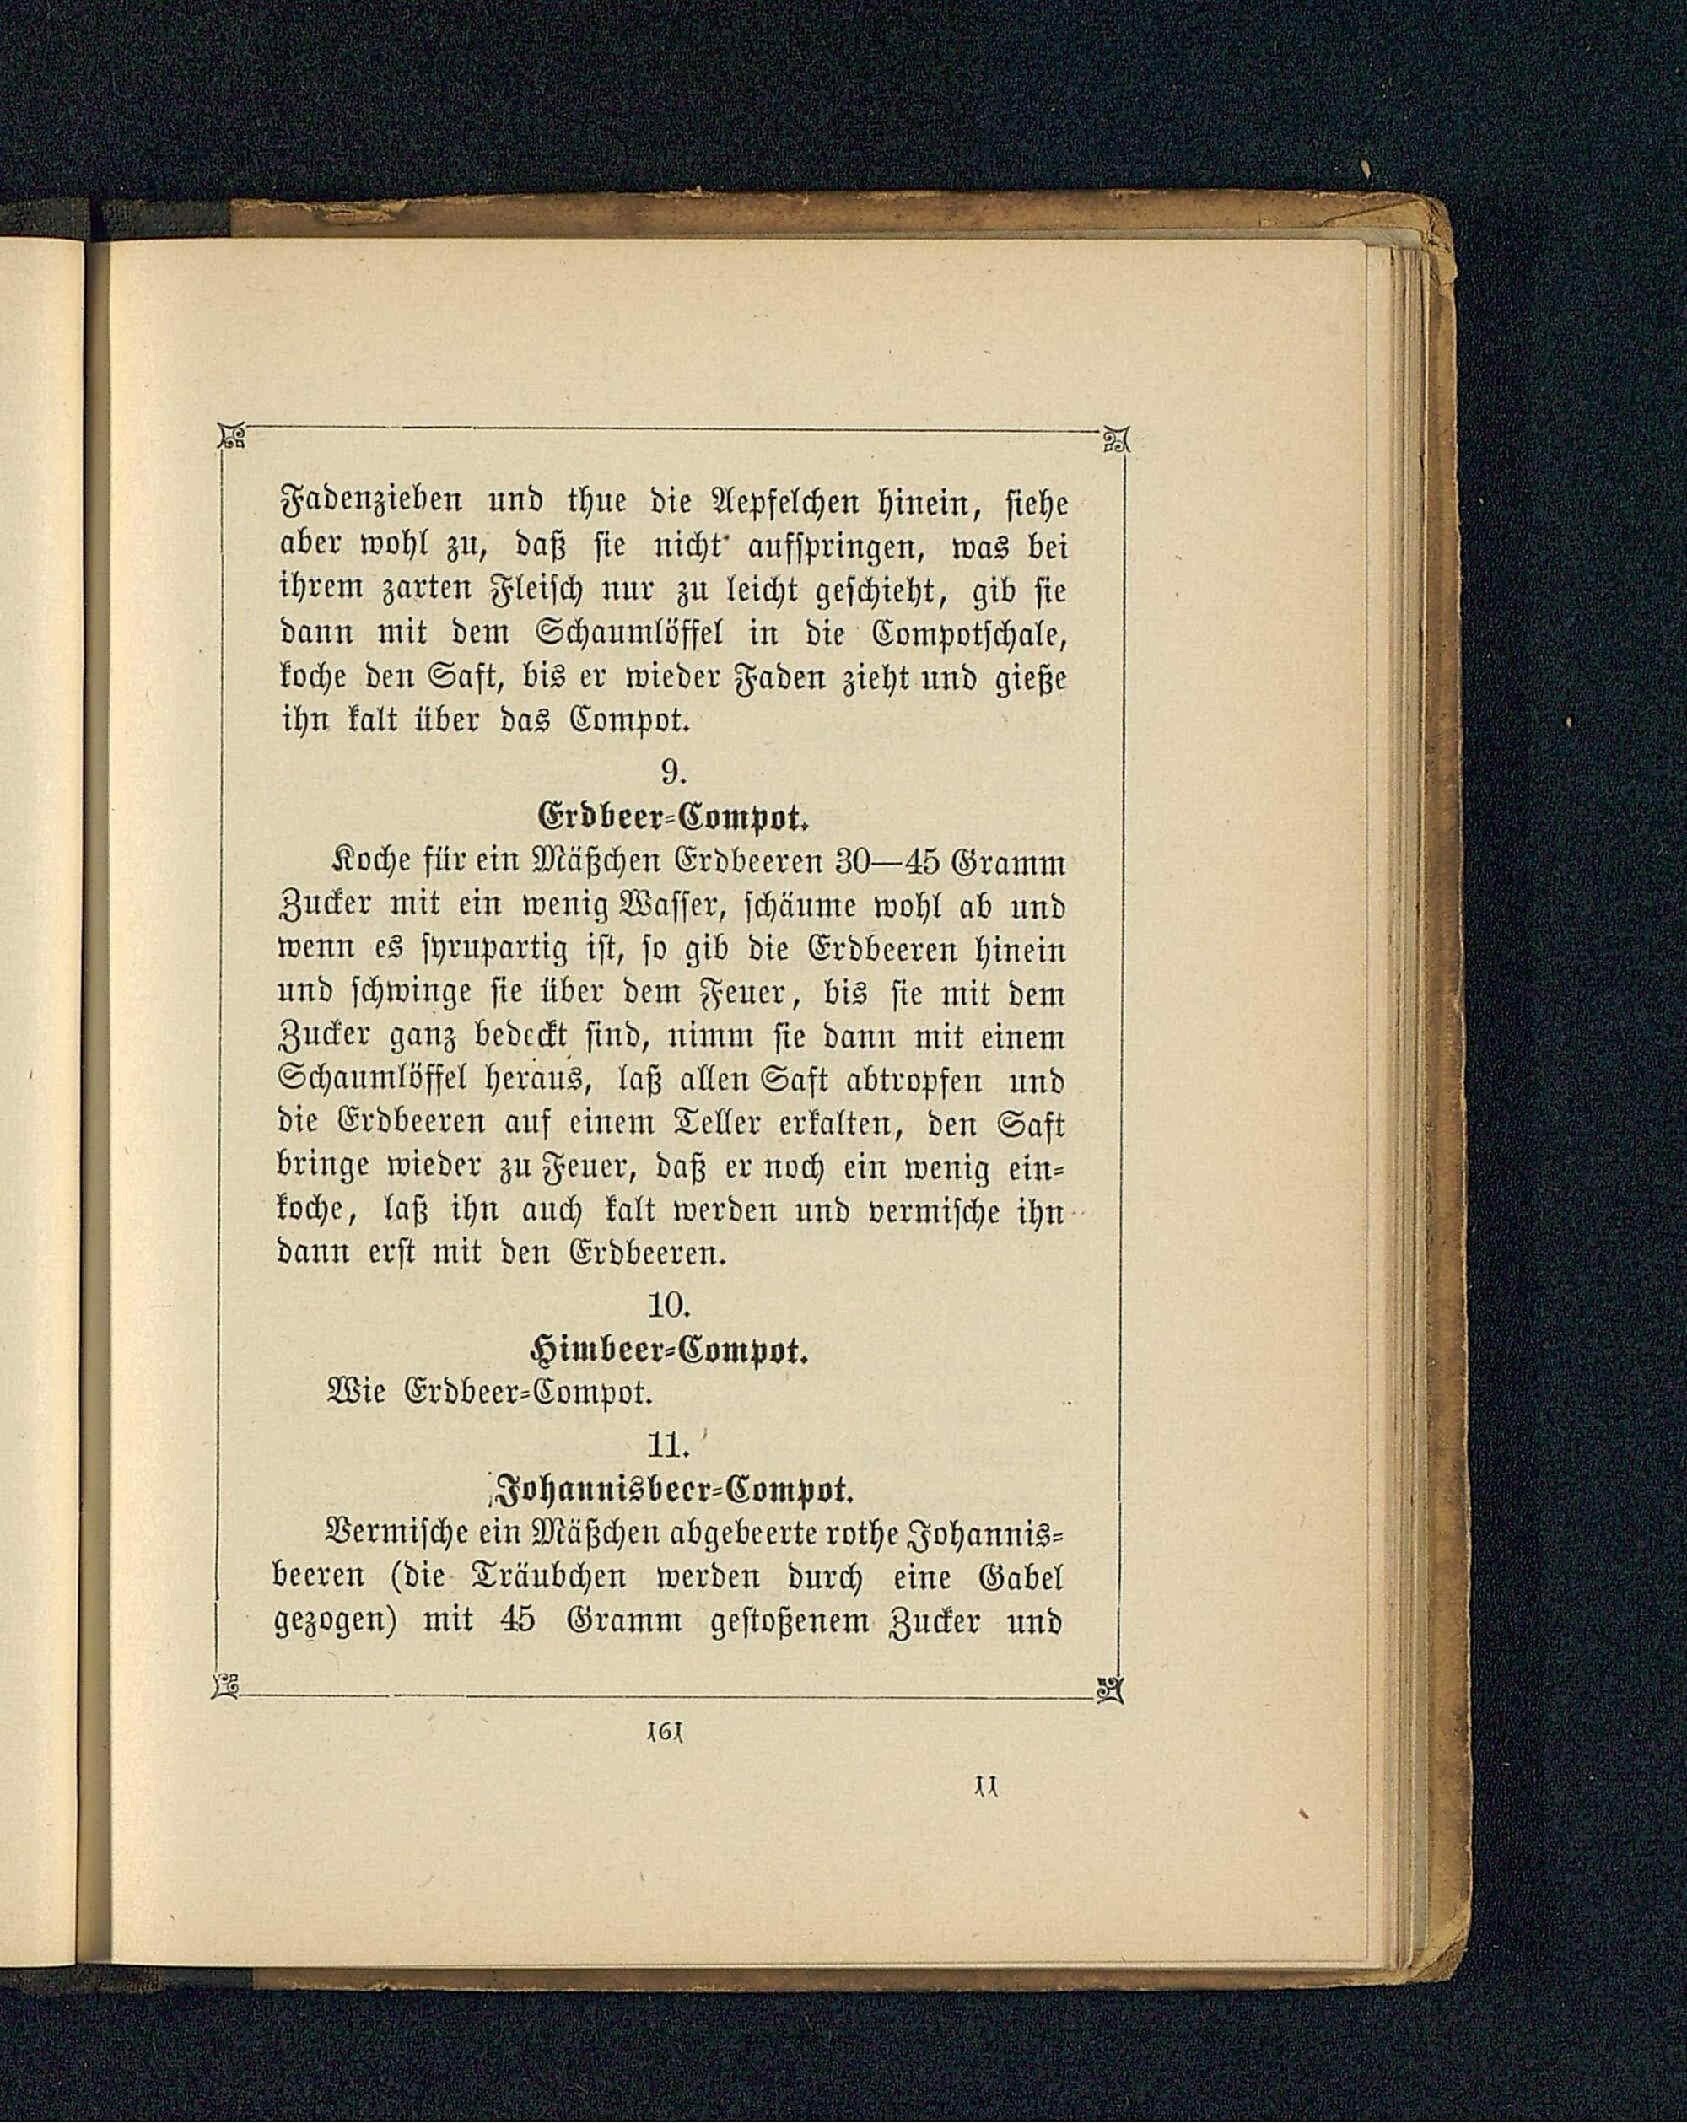 Fadenziehen und thue die Aepfelchen hinein, siehe
aber wohl zu, daß sie nicht aufspringen, was bei
ihrem zarten Fleisch nur zu leicht geschieht, gib sie
dann mit dem Schaumlöffel in die Compotschale,
koche den Saft, bis er wieder Faden zieht und gieße
ihn kalt über das Compot.
9.
Erdbeer-Compot.
Koche für ein Mäßchen Erdbeeren 30—45 Gramm
Zucker mit ein wenig Wasser, schäume wohl ab und
wenn es syrupartig ist, so gib die Erdbeeren hinein
und schwinge sie über dem Feuer, bis sie mit dem
Zucker ganz bedeckt sind, nimm sie dann mit einem
Schaumlöffel heraus, laß allen Saft abtropfen und
die Erdbeeren auf einem Teller erkalten, den Saft
bringe wieder zu Feuer, daß er noch ein wenig ein-
koche, laß ihn auch kalt werden und vermische ihn
dann erst mit den Erdbeeren.
10.
Himbeer-Compot.
Wie Erdbeer-Compot.
11.
Johannisbeer-Compot.
Vermische ein Mäßchen abgebeerte rothe Johannis-
beeren (die Träubchen werden durch eine Gabel
gezogen) mit 45 Gramm gestoßenem Zucker und
161
11